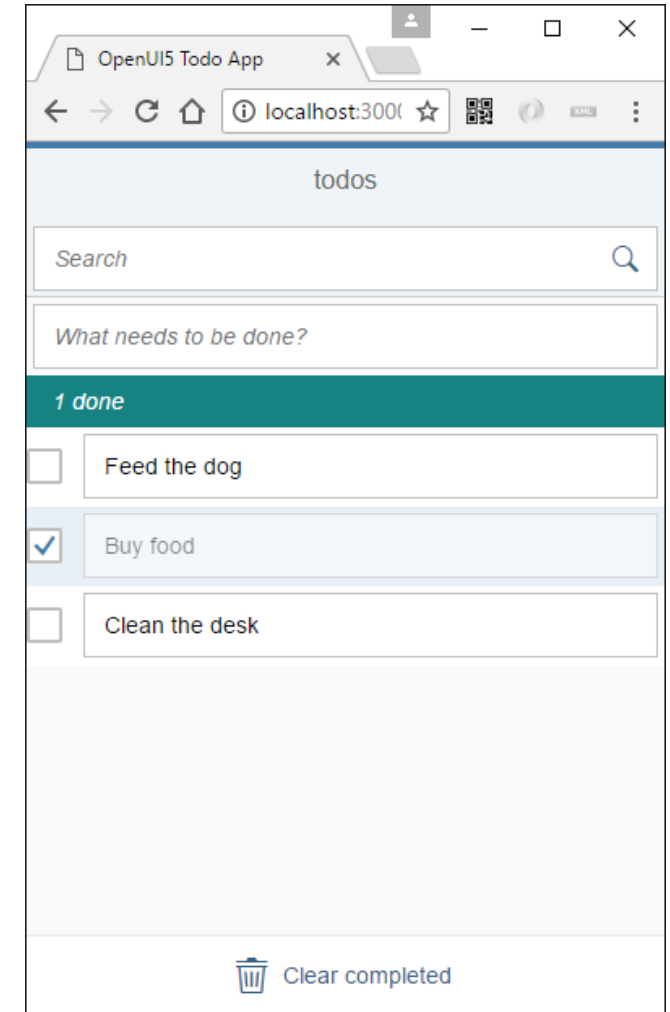 OpenUI5 Todo App
localhost:300
todos
Search
What needs to be done?
1 done
Feed the dog
Buy food
Clean the desk
Clear completed